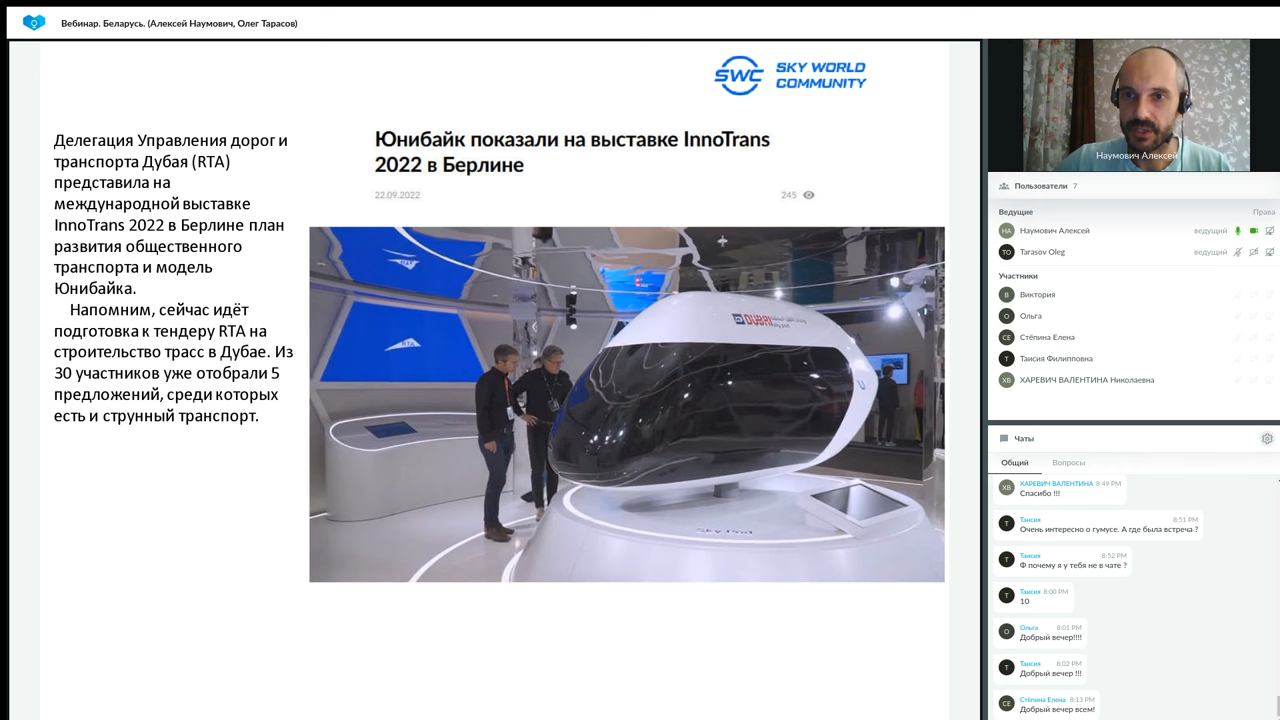 Вебинар. Беларусь. (Алексей Наумович, Олег Тарасов)
SWC SKY WORLD
COMMUNITY
Делегация Управления дорог и
транспорта Дубая (RTA)
представила на
международной выставке
InnoTrans 2022 в Берлине план
развития общественного
транспорта и модель
Юнибайка.
Напомним, сейчас идёт
подготовка к тендеру RTA на
строительство трасс в Дубае. Из
30 участников уже отобрали 5
предложений, среди которых
есть и струнный транспорт.
Юнибайк показали на выставке InnoTrans
2022 в Берлине
22.09.2022
245
DUBAI
Sky Pod
Наумович Алексей
Пользователи 7
Ведущие Права
НА Наумович Алексей ведущий
TO Tarasov Oleg ведущий
Участники
В Виктория
О Ольга
СЕ Стёпина Елена
Т Таисия Филипповна
ХВ ХАРЕВИЧ ВАЛЕНТИНА Николаевна
Чаты
Общий Вопросы
ХВ ХАРЕВИЧ ВАЛЕНТИНА 8:49 PM
Спасибо !!!
Т Таисия 8:51 PM
Очень интересно о гумусе. А где была встреча ?
Т Таисия 8:52 PM
Ф почему я у тебя не в чате ?
Т Таисия 8:00 PM
10
О Ольга 8:01 PM
Добрый вечер!!!!
Т Таисия 8:02 PM
Добрый вечер !!!
СЕ Стёпина Елена 8:13 PM
Добрый вечер всем!